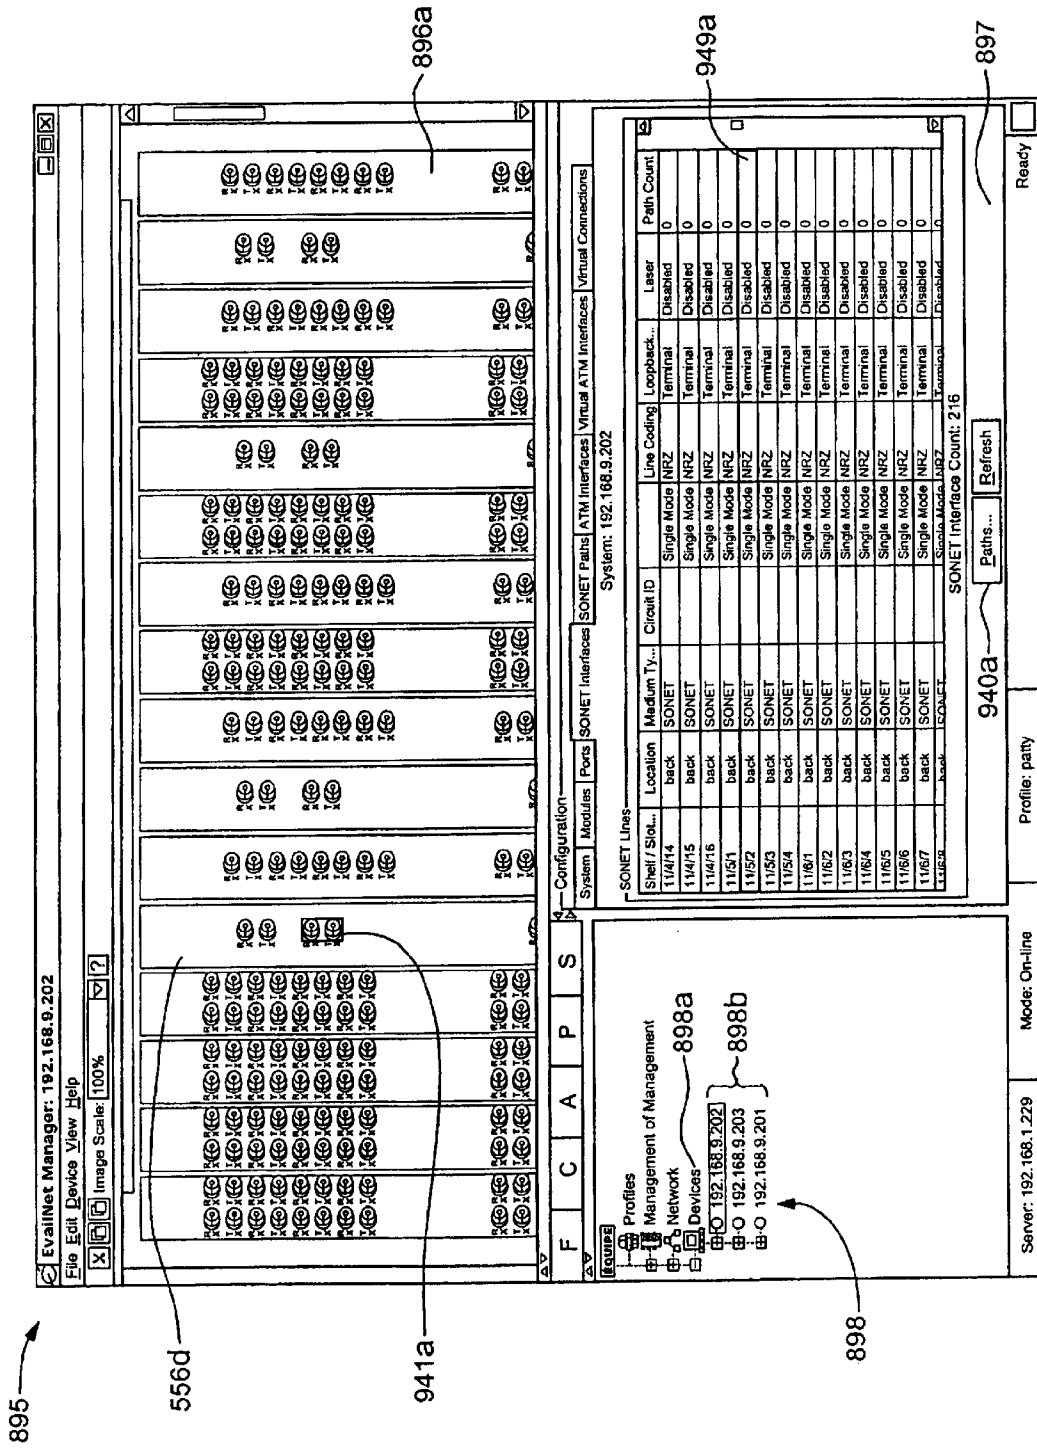 895
EvailNet Manager: 192.168.9.202
File Edit Device View Help
Image Scale: 100%
556d
941a
896a
F C A P S
EQUIPE
Profiles
Management of Management
Network
Devices
192.168.9.202
192.168.9.203
192.168.9.201
898a
898b
898
Configuration
System Modules Ports SONET Interfaces SONET Paths ATM Interfaces Virtual ATM Interfaces Virtual Connections
System: 192.168.9.202
SONET Lines
Shelf / Slot... Location Medium Ty... Circuit ID Line Coding Loopback... Laser Path Count
11/4/14 back SONET Single Mode NRZ Terminal Disabled 0
11/4/15 back SONET Single Mode NRZ Terminal Disabled 0
11/4/16 back SONET Single Mode NRZ Terminal Disabled 0
11/5/1 back SONET Single Mode NRZ Terminal Disabled 0
11/5/2 back SONET Single Mode NRZ Terminal Disabled 0
11/5/3 back SONET Single Mode NRZ Terminal Disabled 0
11/5/4 back SONET Single Mode NRZ Terminal Disabled 0
11/6/1 back SONET Single Mode NRZ Terminal Disabled 0
11/6/2 back SONET Single Mode NRZ Terminal Disabled 0
11/6/3 back SONET Single Mode NRZ Terminal Disabled 0
11/6/4 back SONET Single Mode NRZ Terminal Disabled 0
11/6/5 back SONET Single Mode NRZ Terminal Disabled 0
11/6/6 back SONET Single Mode NRZ Terminal Disabled 0
11/6/7 back SONET Single Mode NRZ Terminal Disabled 0
11/6/8 back SONET Single Mode NRZ Terminal Disabled 0
SONET Interface Count: 216
Paths... Refresh
940a
949a
897
Server: 192.168.1.229 Mode: On-line Profile: patty Ready